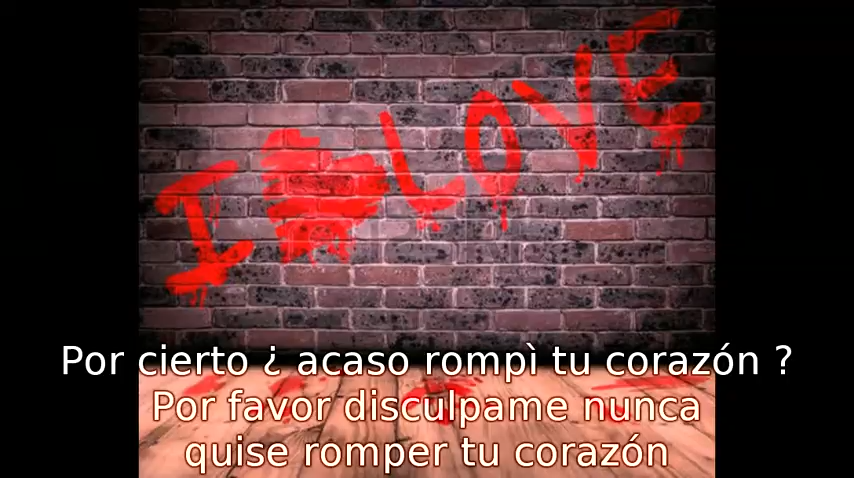 I LOVE
Por cierto ¿ acaso rompì tu corazón ?
Por favor disculpame nunca
quise romper tu corazón